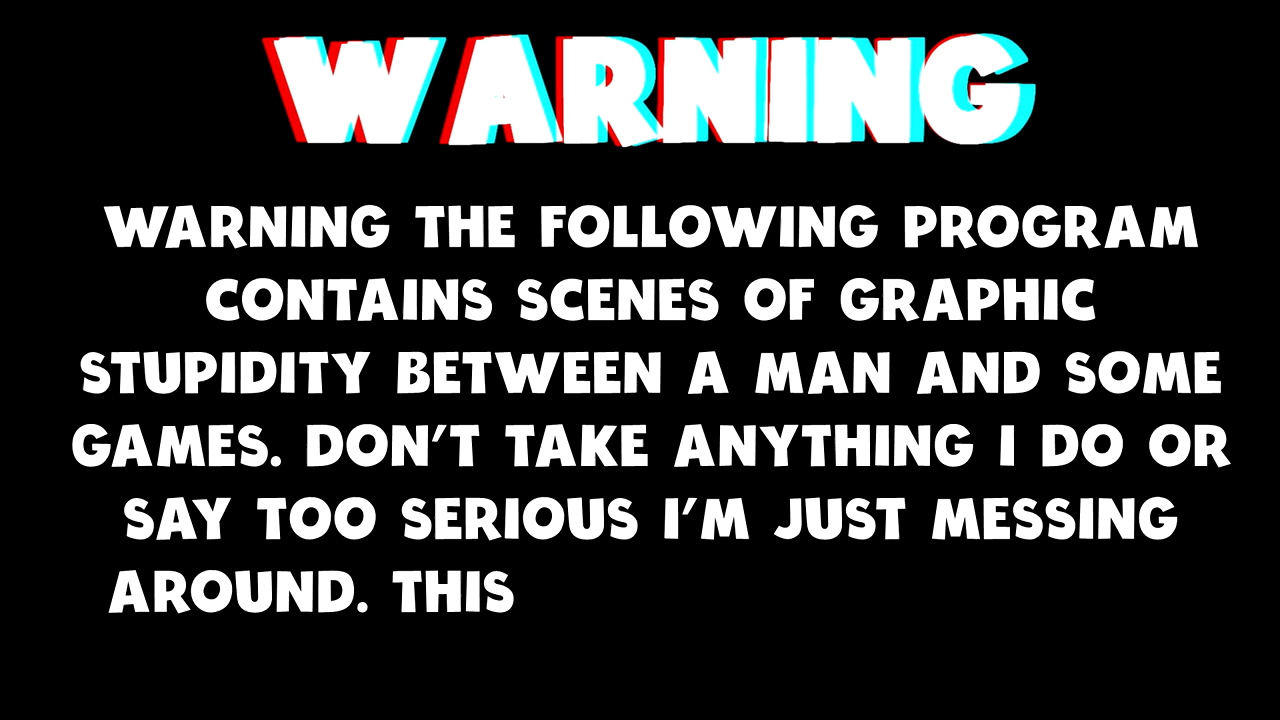 WARNING
WARNING THE FOLLOWING PROGRAM
CONTAINS SCENES OF GRAPHIC
STUPIDITY BETWEEN A MAN AND SOME
GAMES. DON'T TAKE ANYTHING I DO OR
SAY TOO SERIOUS I'M JUST MESSING
AROUND. THIS